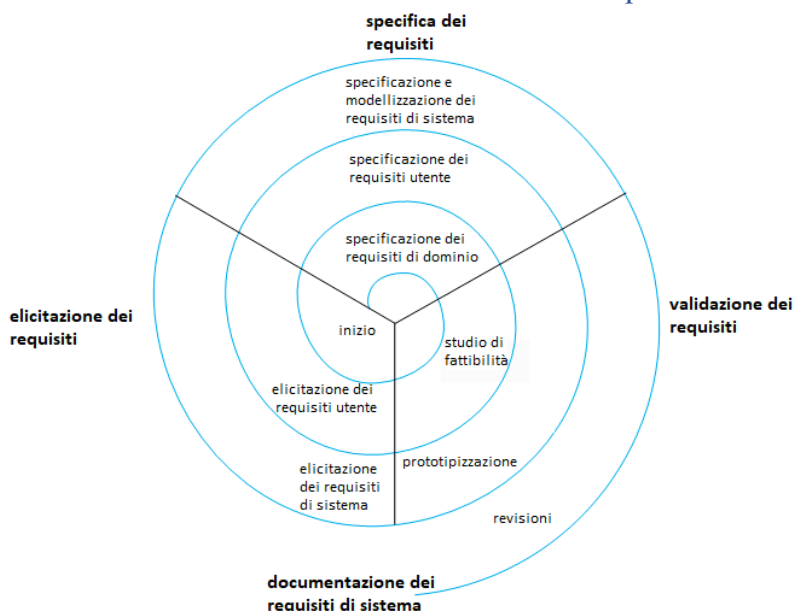 specifica dei
requisiti
specificazione e
modellizzazione dei
requisiti di sistema
specificazione dei
requisiti utente
specificazione dei
requisiti di dominio
elicitazione dei
requisiti
inizio
studio di
fattibilità
validazione dei
requisiti
elicitazione dei
requisiti utente
elicitazione
dei requisiti
di sistema
prototipizzazione
revisioni
documentazione dei
requisiti di sistema